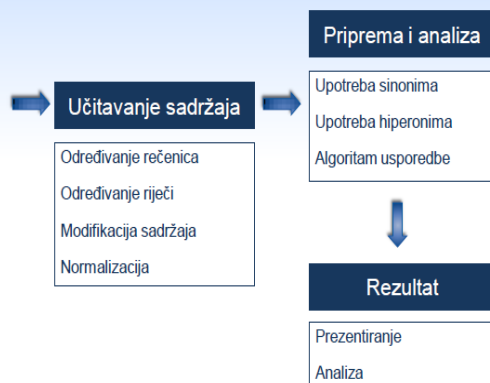 Učitavanje sadržaja
Određivanje rečenica
Određivanje riječi
Modifikacija sadržaja
Normalizacija
Priprema i analiza
Upotreba sinonima
Upotreba hiperonima
Algoritam usporedbe
Rezultat
Prezentiranje
Analiza